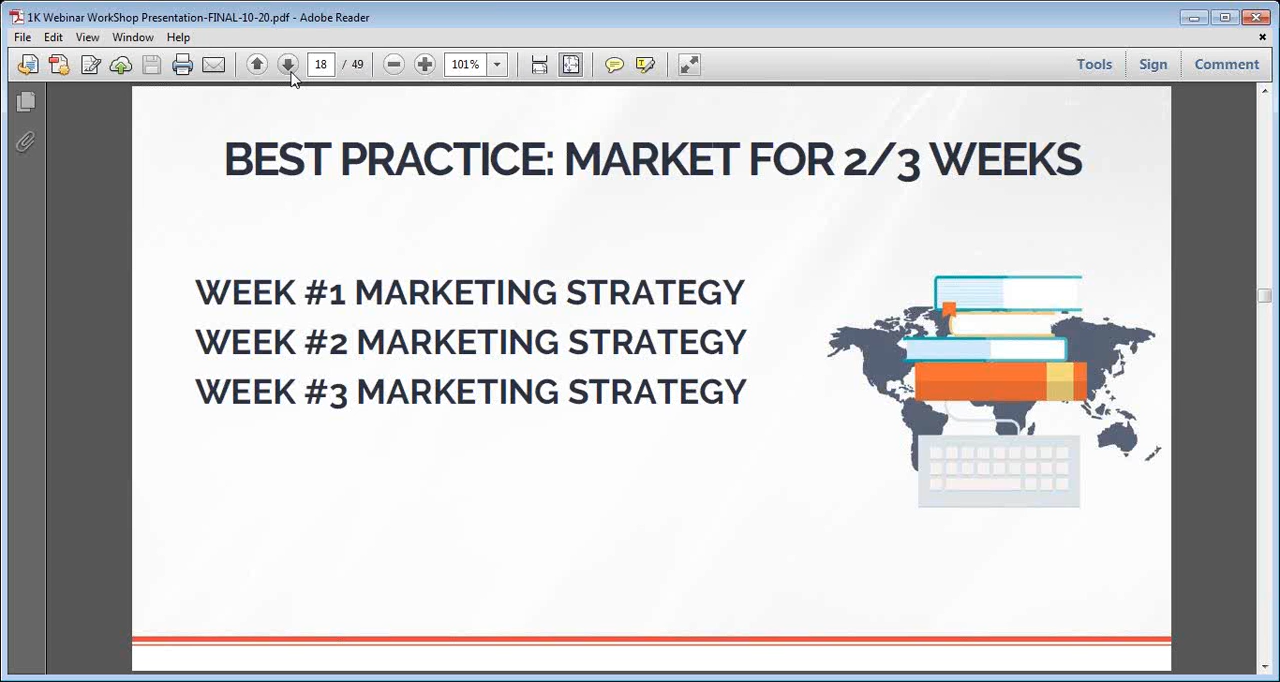 1K Webinar WorkShop Presentation-FINAL-10-20.pdf - Adobe Reader
File Edit View Window Help
18 / 49 101% Tools Sign Comment
BEST PRACTICE: MARKET FOR 2/3 WEEKS
WEEK #1 MARKETING STRATEGY
WEEK #2 MARKETING STRATEGY
WEEK #3 MARKETING STRATEGY